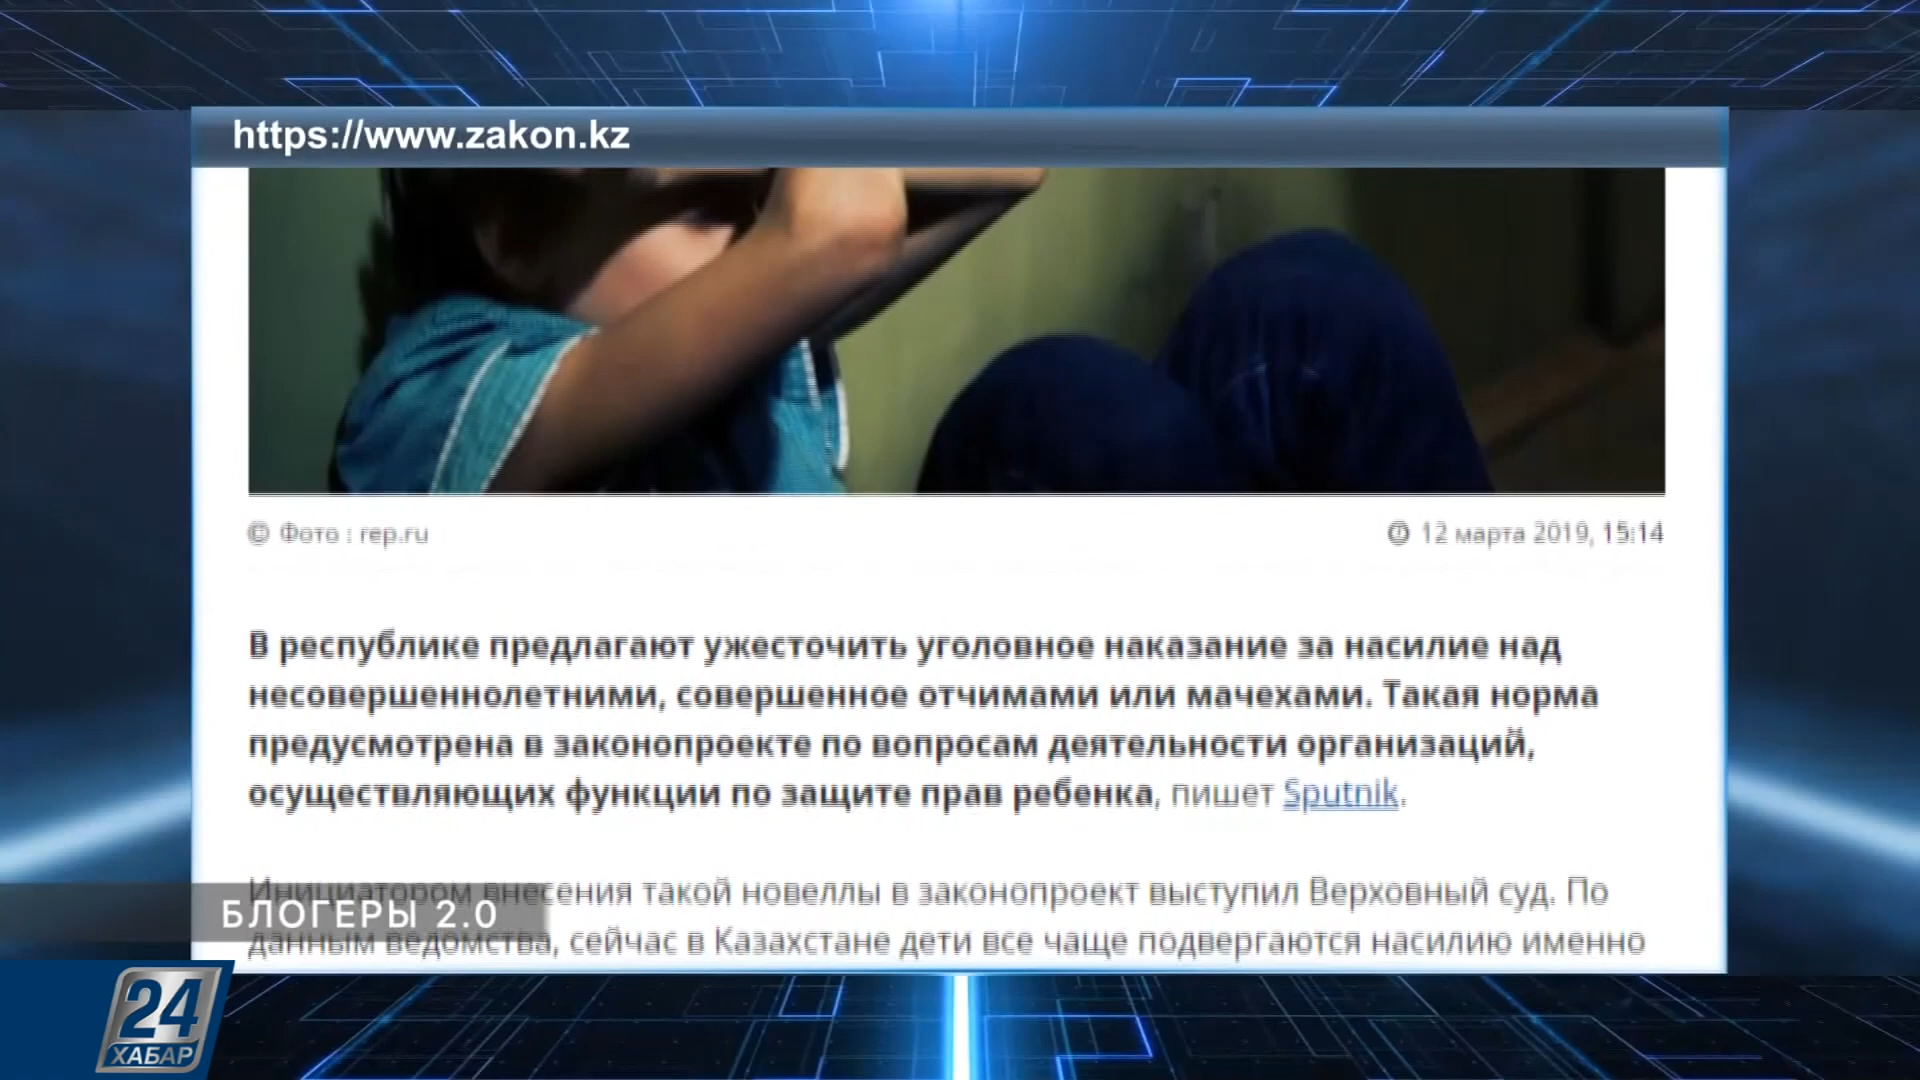 https://www.zakon.kz
© Фото : rep.ru
12 марта 2019, 15:14
В республике предлагают ужесточить уголовное наказание за насилие над
несовершеннолетними, совершенное отчимами или мачехами. Такая норма
предусмотрена в законопроекте по вопросам деятельности организаций,
осуществляющих функции по защите прав ребенка, пишет Sputnik.
Инициатором внесения такой новеллы в законопроект выступил Верховный суд. По
БЛОГЕРЫ 2.0
данным ведомства, сейчас в Казахстане дети все чаще подвергаются насилию именно
24
ХАБАР